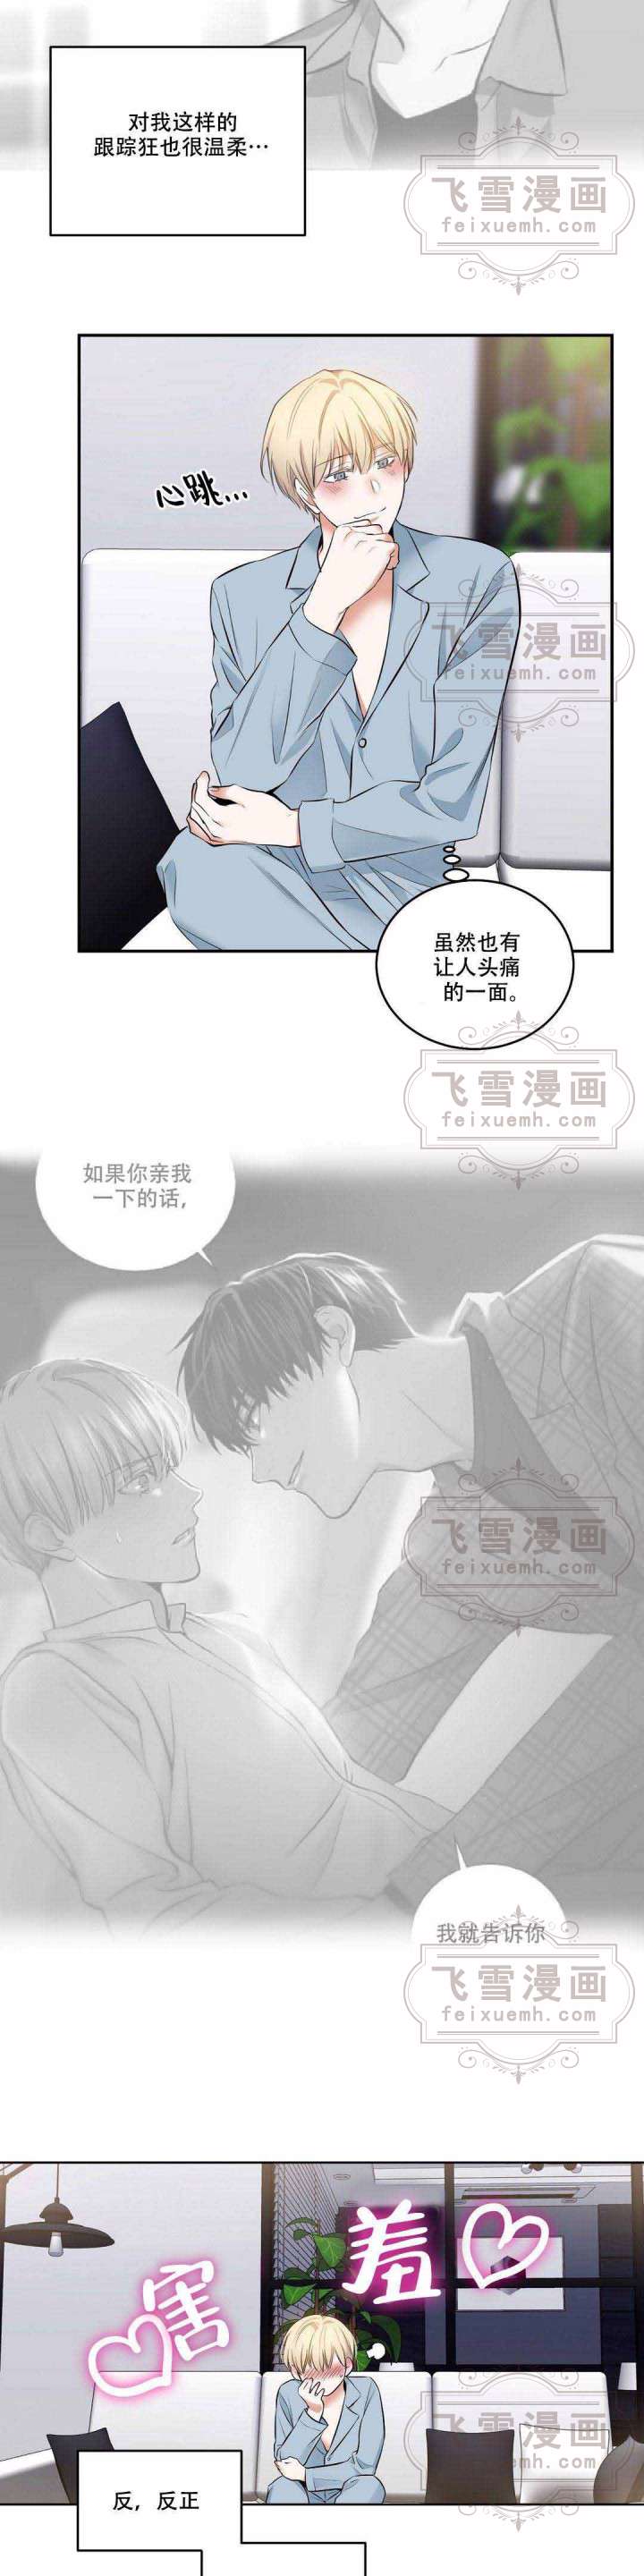 对我这样的
跟踪狂也很温柔…
飞雪漫画
feixuemh.com
心跳...
飞雪漫画
feixuemh.com
虽然也有
让人头痛
的一面。
飞雪漫画
feixuemh.com
如果你亲我
一下的话，
飞雪漫画
feixuemh.com
我就告诉你
飞雪漫画
feixuemh.com
害羞
飞雪漫画
feixuemh.com
反，反正